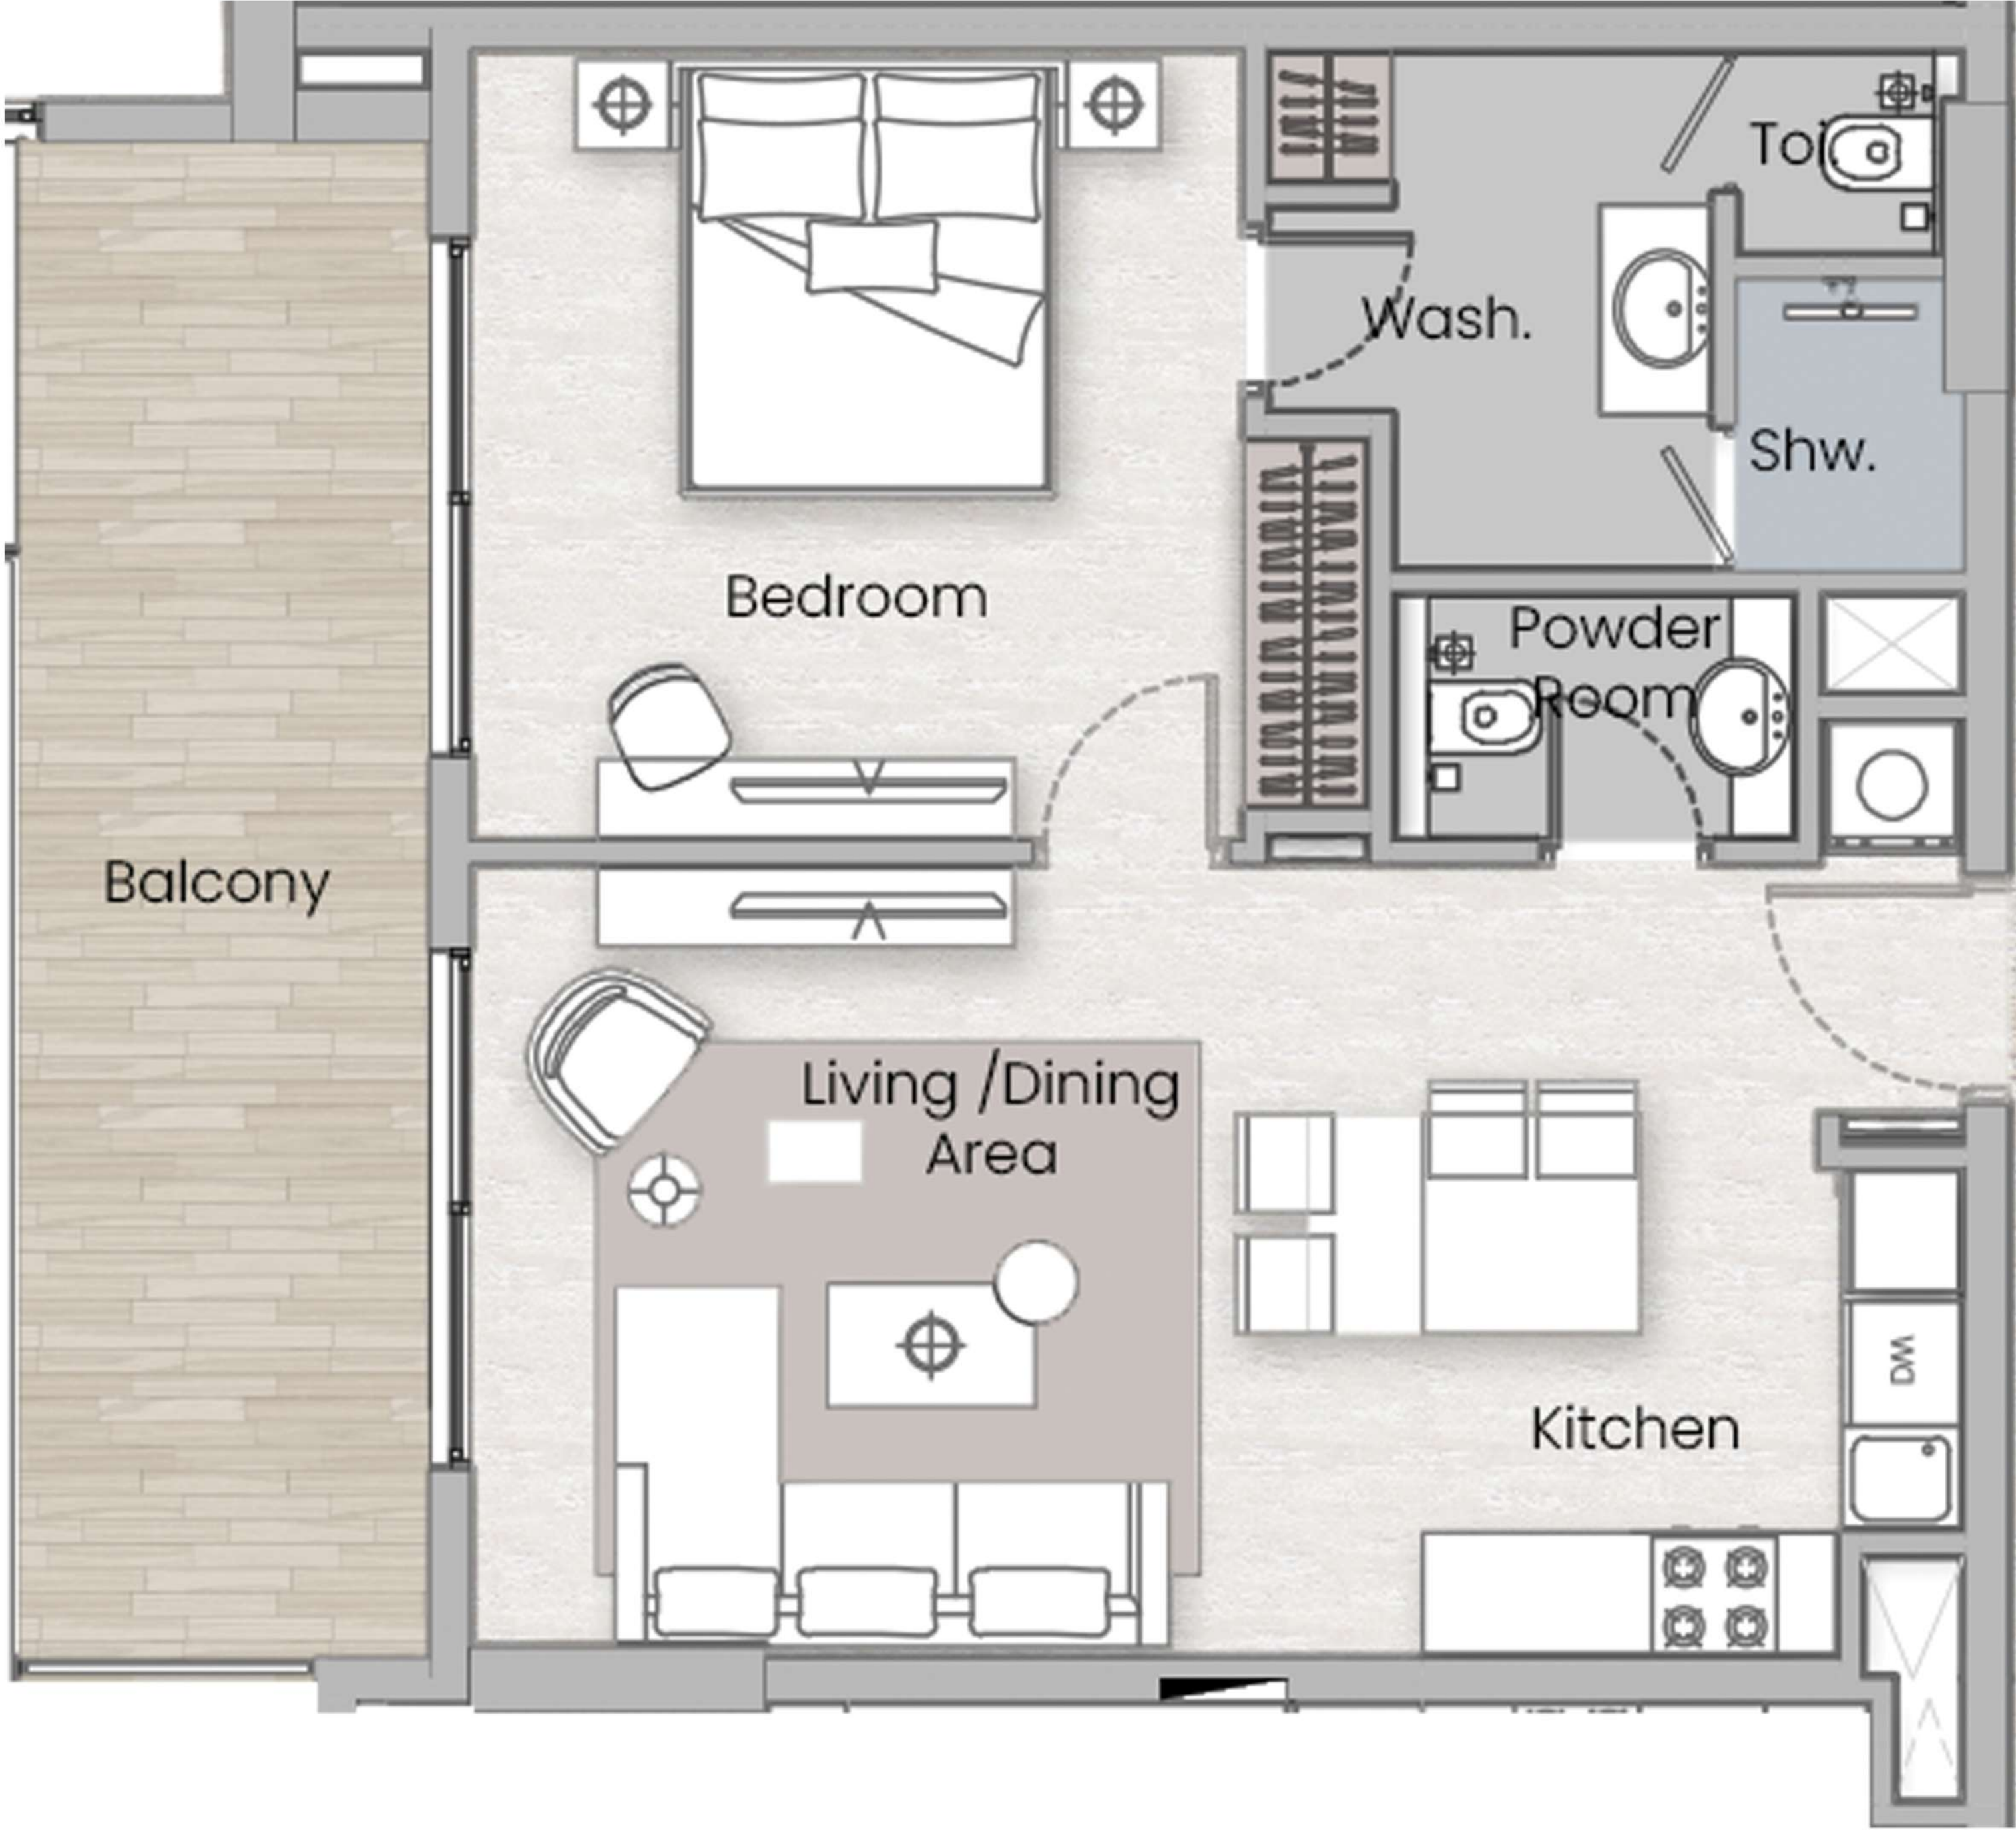 Toi
Wash.
Shw.
Bedroom
Powder
Room
Balcony
Living /Dining
Area
DW
Kitchen